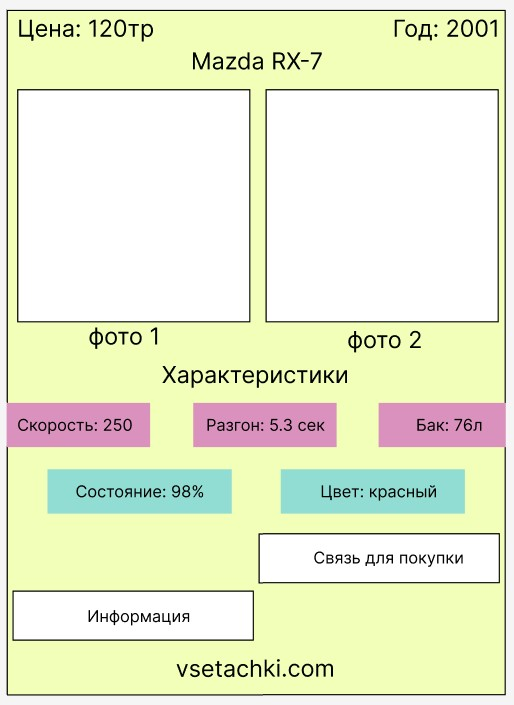 Цена: 120тр
Год: 2001
Mazda RX-7
фото 1
фото 2
Характеристики
Скорость: 250
Разгон: 5.3 сек
Бак: 76л
Состояние: 98%
Цвет: красный
Связь для покупки
Информация
vsetachki.com